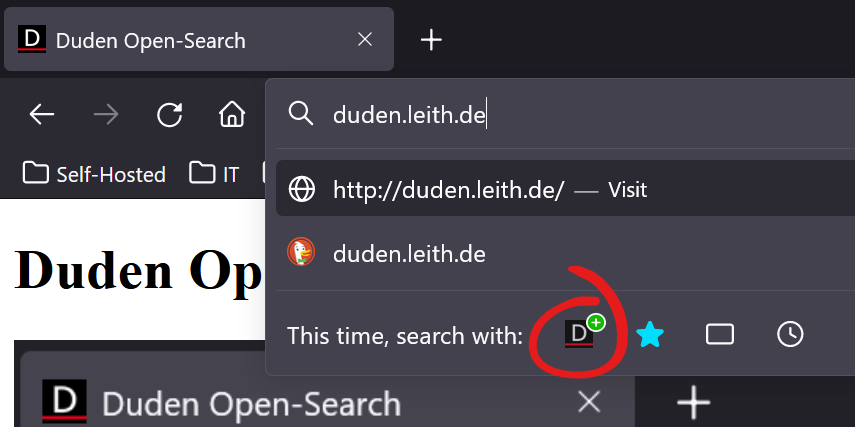 D Duden Open-Search
duden.leith.de
Self-Hosted IT
http://duden.leith.de/ — Visit
Duden Op
duden.leith.de
This time, search with: D
D Duden Open-Search